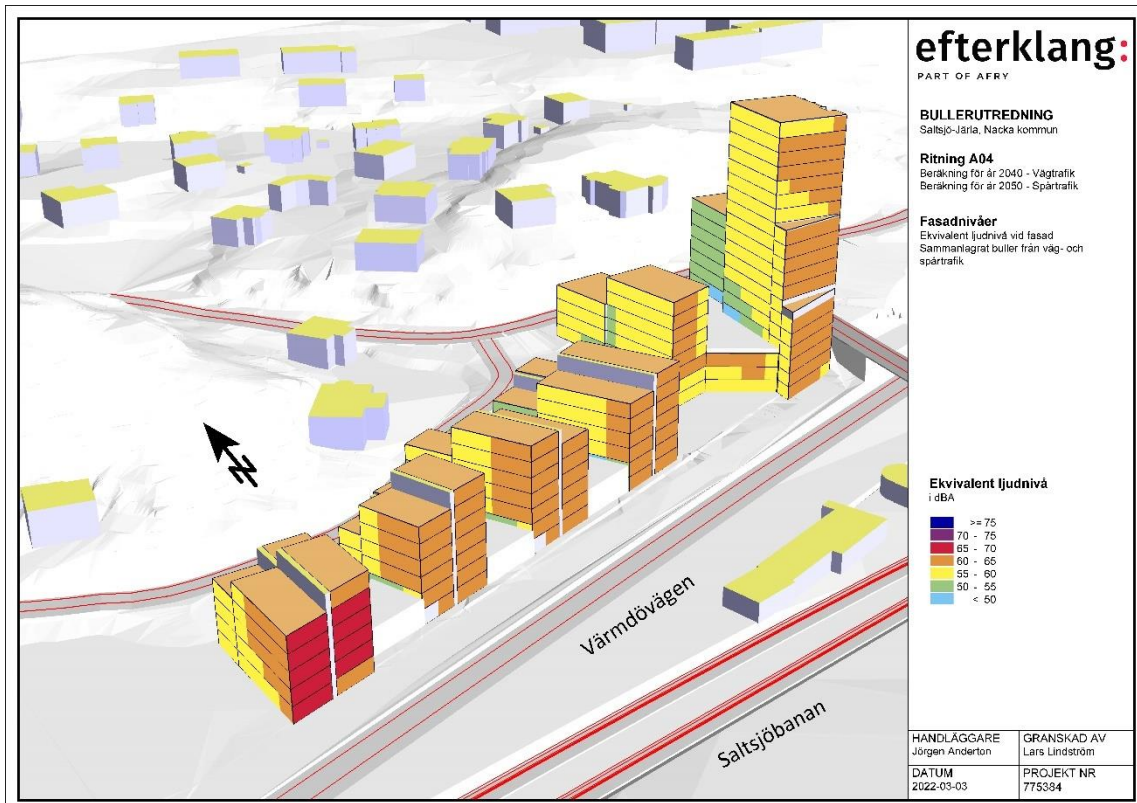 efterklang:
PART OF AFRY
BULLERUTREDNING
Saltsjö-Järla, Nacka kommun
Ritning A04
Beräkning för år 2040 - Vägtrafik
Beräkning för år 2050 - Spårtrafik
Fasadnivåer
Ekvivalent ljudnivå vid fasad
Sammanlagrat buller från väg- och
spårtrafik
N
Värmdövägen
Saltsjöbanan
Ekvivalent ljudnivå
i dBA
>= 75
70 - 75
65 - 70
60 - 65
55 - 60
50 - 55
< 50
HANDLÄGGARE
Jörgen Anderton
GRANSKAD AV
Lars Lindström
DATUM
2022-03-03
PROJEKT NR
775384